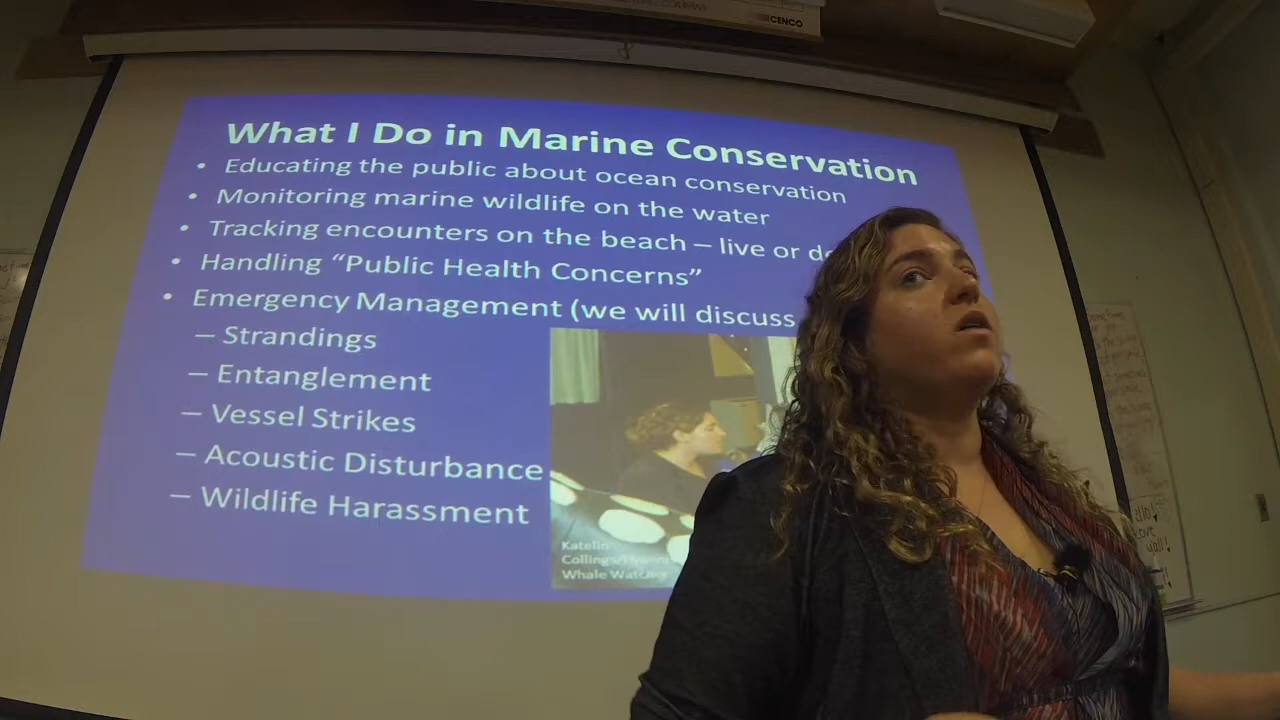 CENCO
What I Do in Marine Conservation
• Educating the public about ocean conservation
• Monitoring marine wildlife on the water
• Tracking encounters on the beach – live or
• Handling “Public Health Concerns”
• Emergency Management (we will discuss
– Strandings
– Entanglement
– Vessel Strikes
– Acoustic Disturbance
– Wildlife Harassment
Katelin
Whale